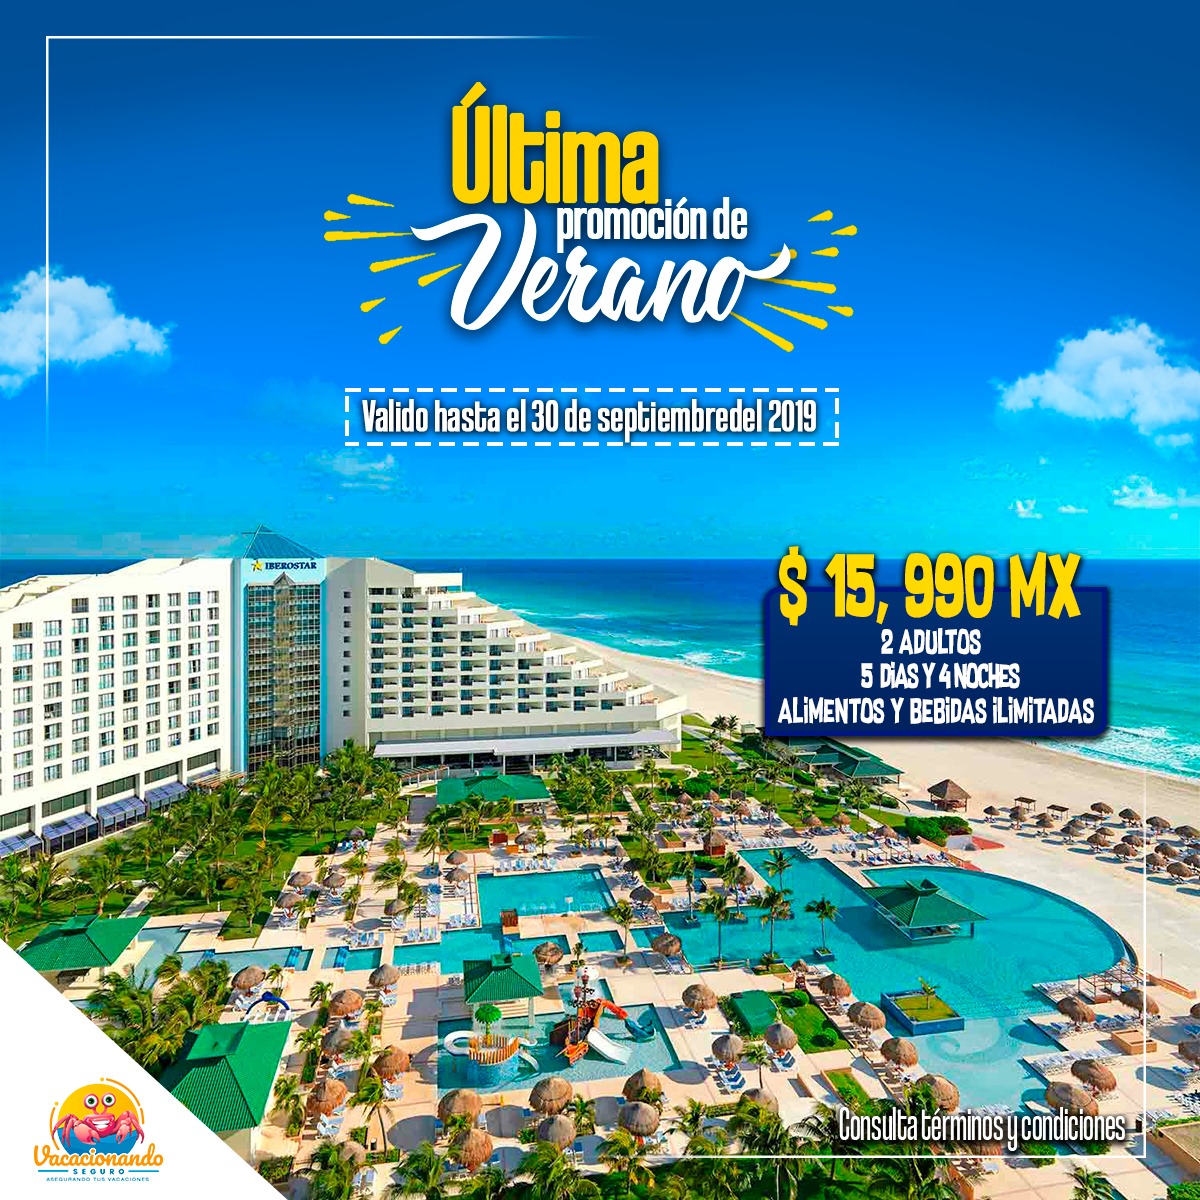 Última
promoción de
Verano
Valido hasta el 30 de septiembredel 2019
IBEROSTAR
$ 15, 990 MX
2 ADULTOS
5 DÍAS Y 4 NOCHES
ALIMENTOS Y BEBIDAS ILIMITADAS
Consulta términos y condiciones
Vacacionando
SEGURO
ASEGURANDO TUS VACACIONES